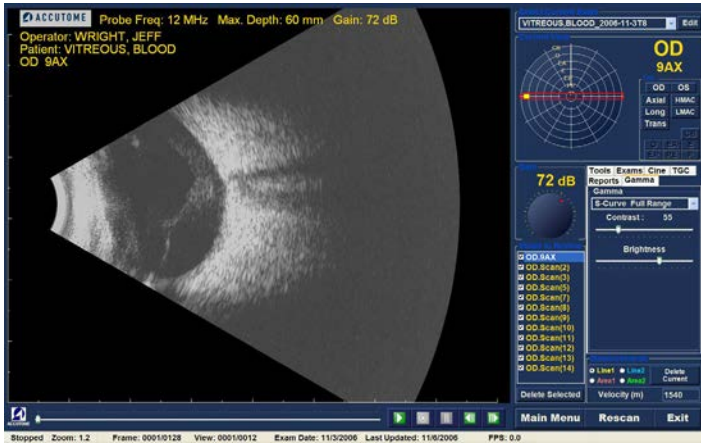 ACCUTOME Probe Freq: 12 MHz Max. Depth: 60 mm Gain: 72 dB
Operator: WRIGHT, JEFF
Patient: VITREOUS, BLOOD
OD 9AX
VITREOUS,BLOOD_2006-11-3T8 Edit
OD
9AX
OD OS
Axial HMAC
Long LMAC
Trans
72 dB
Tools Exams Cine TGC
Reports Gamma
Gamma
S-Curve Full Range
Contrast : 55
Brightness
OD.9AX
OD.Scan(2)
OD.Scan(3)
OD.Scan(5)
OD.Scan(7)
OD.Scan(8)
OD.Scan(9)
OD.Scan(10)
OD.Scan(11)
OD.Scan(12)
OD.Scan(13)
OD.Scan(14)
Line1 Line2
Area1 Area2
Delete
Current
Delete Selected Velocity (m) 1540
ACCUTOME
Main Menu Rescan Exit
Stopped Zoom: 1.2 Frame: 0001/0128 View: 0001/0012 Exam Date: 11/3/2006 Last Updated: 11/6/2006 FPS: 0.0